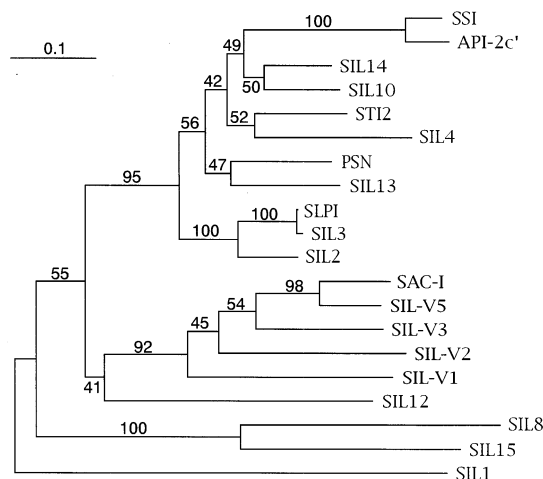 100
SSI
0.1
API-2c'
49
SIL14
50
SIL10
42
STI2
52
SIL4
56
PSN
47
SIL13
95
100
SLPI
100
SIL3
SIL2
55
98
SAC-I
54
SIL-V5
45
SIL-V3
92
SIL-V2
41
SIL-V1
SIL12
100
SIL8
SIL15
SIL1